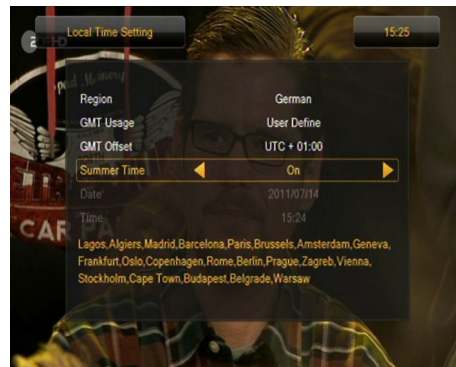 Local Time Setting
15:25
Region German
GMT Usage User Define
GMT Offset UTC + 01:00
Summer Time On
Date 2011/07/14
Time 15:24
Lagos,Algiers,Madrid,Barcelona,Paris,Brussels,Amsterdam,Geneva,
Frankfurt,Oslo,Copenhagen,Rome,Berlin,Prague,Zagreb,Vienna,
Stockholm,Cape Town,Budapest,Belgrade,Warsaw
CAR